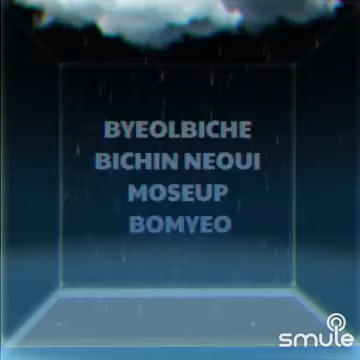 BYEOLBICHE
BICHIN NEOUI
MOSEUP
BOMYEO
smule